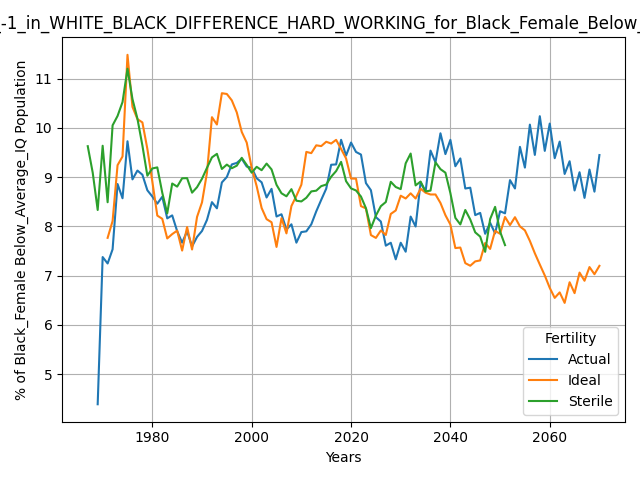 -1_in_WHITE_BLACK_DIFFERENCE_HARD_WORKING_for_Black_Female_Below_
% of Black_Female Below_Average_IQ Population
11
10
9
8
7
6
5
1980
2000
2020
2040
2060
Years
Fertility
Actual
Ideal
Sterile